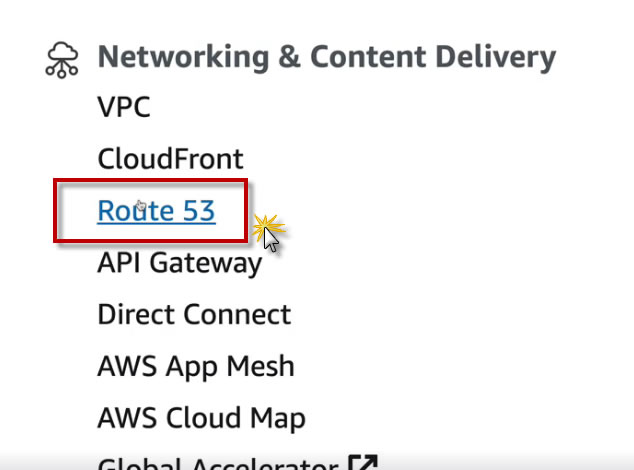 Networking & Content Delivery
VPC
CloudFront
Route 53
API Gateway
Direct Connect
AWS App Mesh
AWS Cloud Map
Global Accelerator